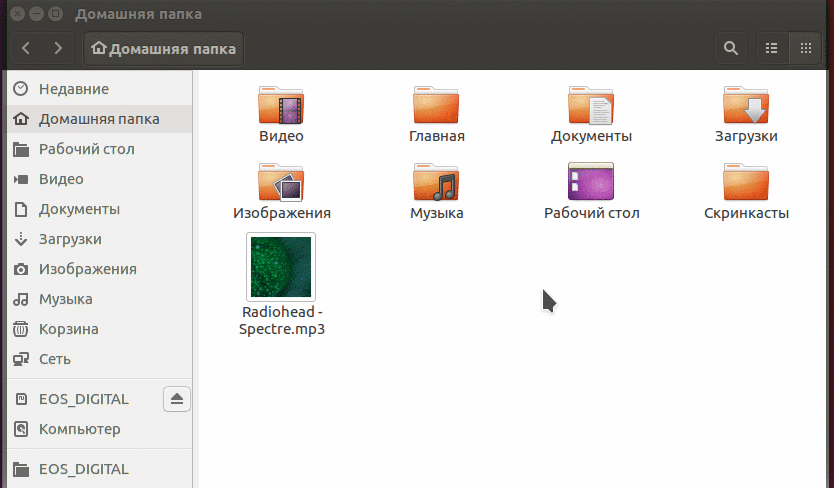 Домашняя папка
Домашняя папка
Недавние
Домашняя папка
Рабочий стол
Видео
Документы
Загрузки
Изображения
Музыка
Корзина
Сеть
EOS_DIGITAL
Компьютер
EOS_DIGITAL
Видео
Главная
Документы
Загрузки
Изображения
Музыка
Рабочий стол
Скринкасты
Radiohead -
Spectre.mp3